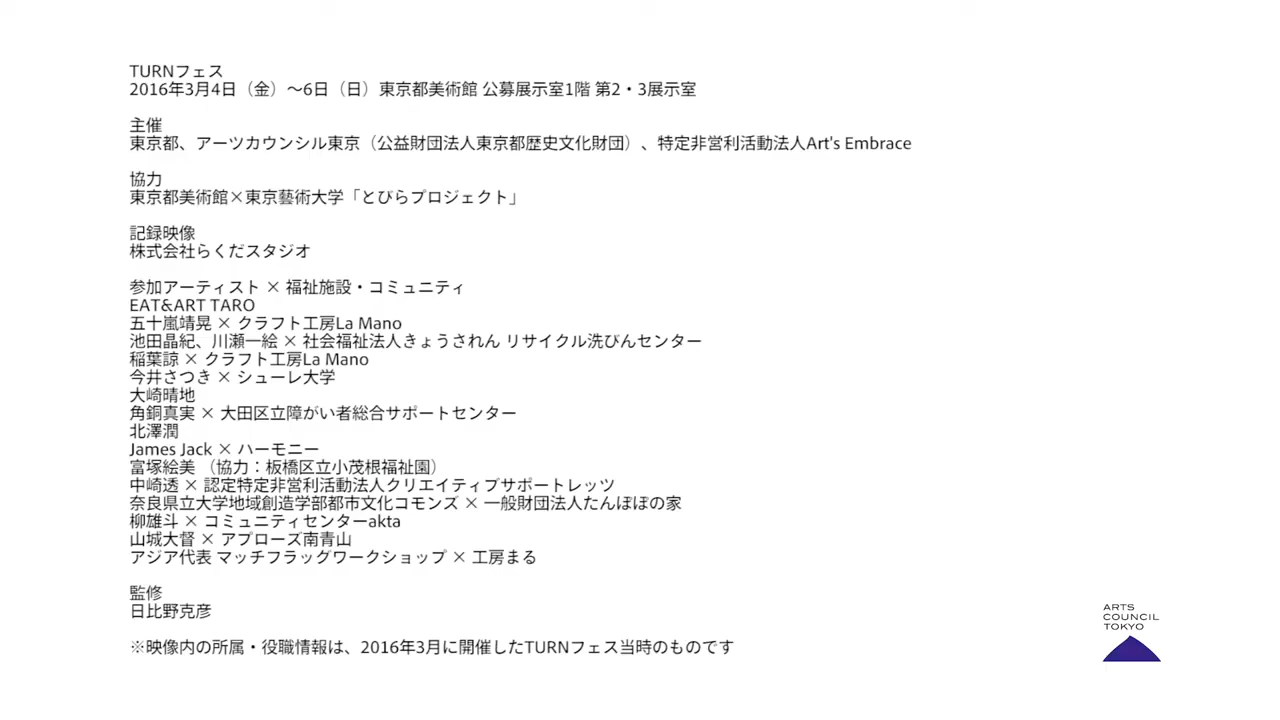 TURNフェス
2016年3月4日（金）〜6日（日）東京都美術館 公募展示室1階 第2・3展示室
主催
東京都、アーツカウンシル東京（公益財団法人東京都歴史文化財団）、特定非営利活動法人Art's Embrace
協力
東京都美術館×東京藝術大学「とびらプロジェクト」
記録映像
株式会社らくだスタジオ
参加アーティスト × 福祉施設・コミュニティ
EAT&ART TARO
五十嵐靖晃 × クラフト工房La Mano
池田晶紀、川瀬一絵 × 社会福祉法人きょうされん リサイクル洗びんセンター
稲葉諒 × クラフト工房La Mano
今井さつき × シューレ大学
大崎晴地
角銅真実 × 大田区立障がい者総合サポートセンター
北澤潤
James Jack × ハーモニー
富塚絵美 （協力：板橋区立小茂根福祉園）
中崎透 × 認定特定非営利活動法人クリエイティブサポートレッツ
奈良県立大学地域創造学部都市文化コモンズ × 一般財団法人たんぽぽの家
柳雄斗 × コミュニティセンターakta
山城大督 × アプローズ南青山
アジア代表 マッチフラッグワークショップ × 工房まる
監修
日比野克彦
※映像内の所属・役職情報は、2016年3月に開催したTURNフェス当時のものです
ARTS
COUNCIL
TOKYO